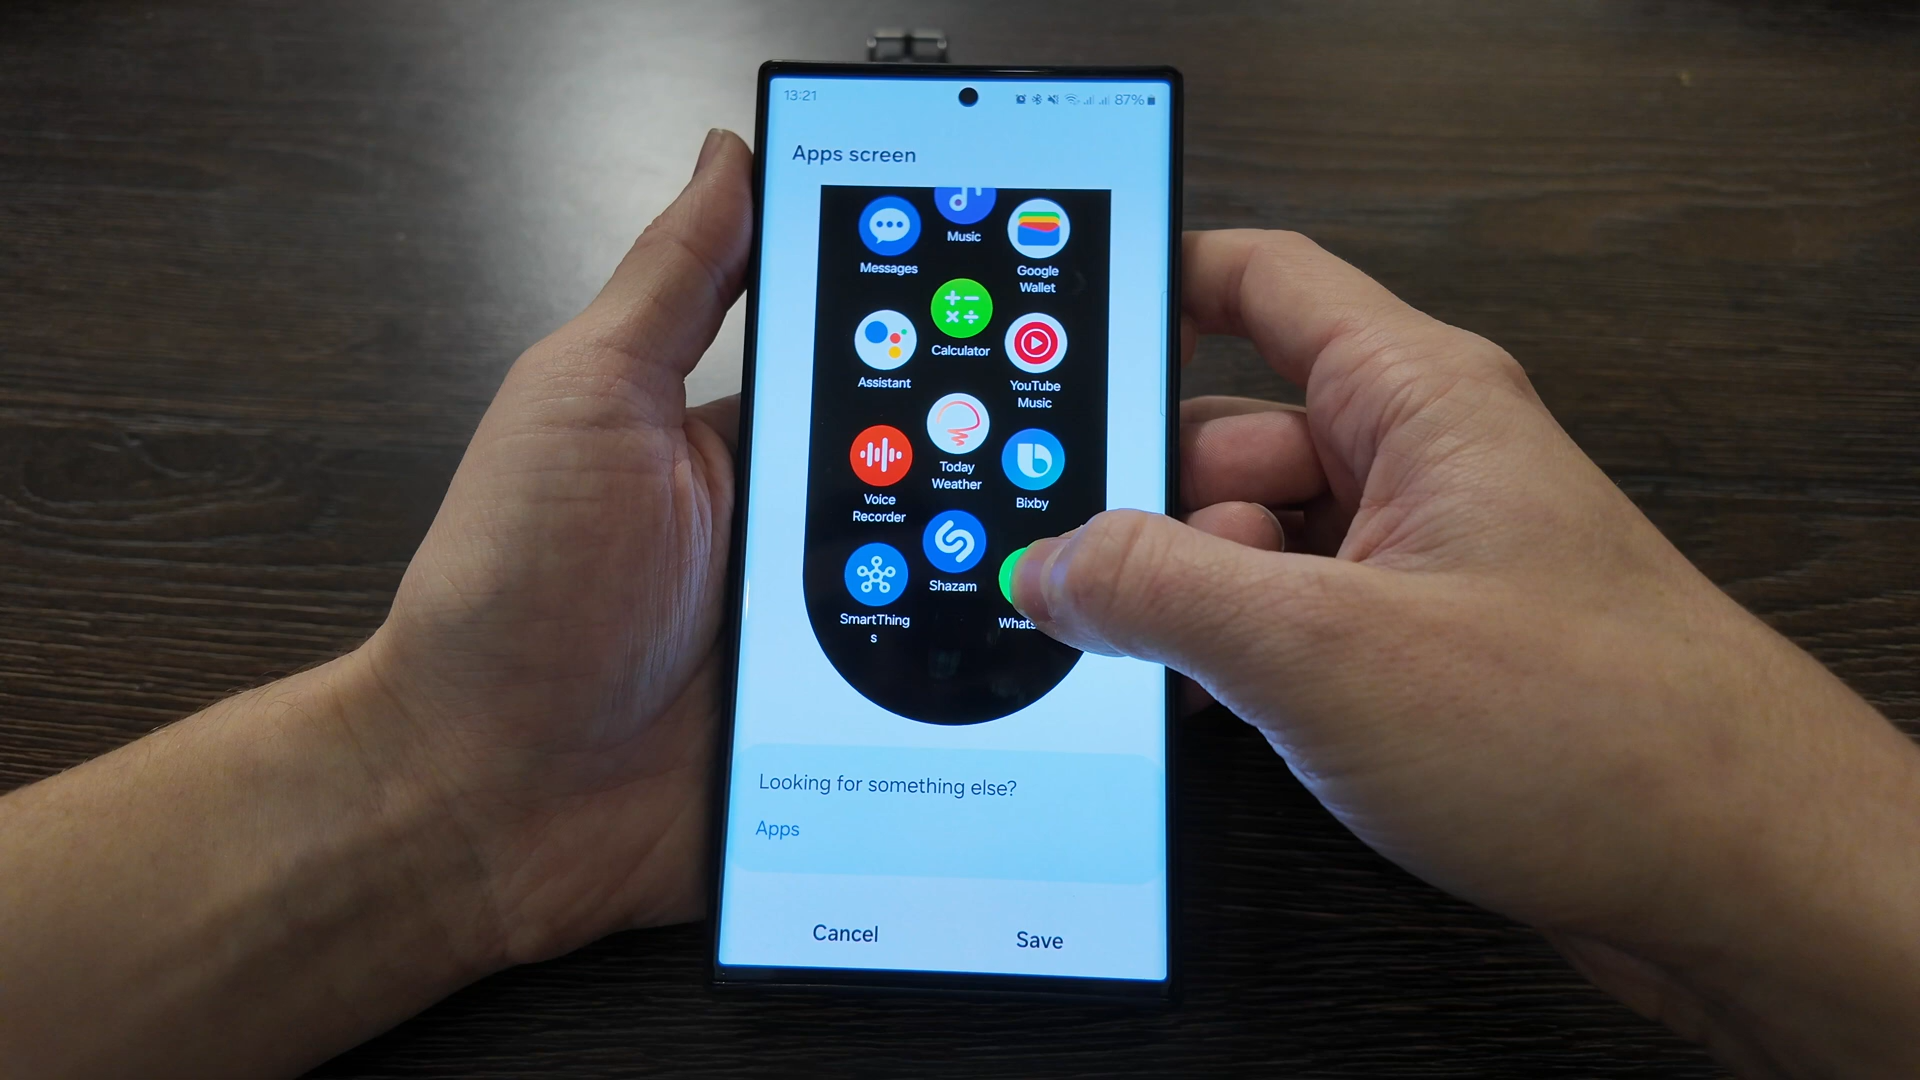 13:21
87%
Apps screen
Music
Messages
Google
Wallet
Calculator
Assistant
YouTube
Music
Today
Weather
Voice
Recorder
Bixby
Shazam
SmartThing
s
Whats
Looking for something else?
Apps
Cancel
Save